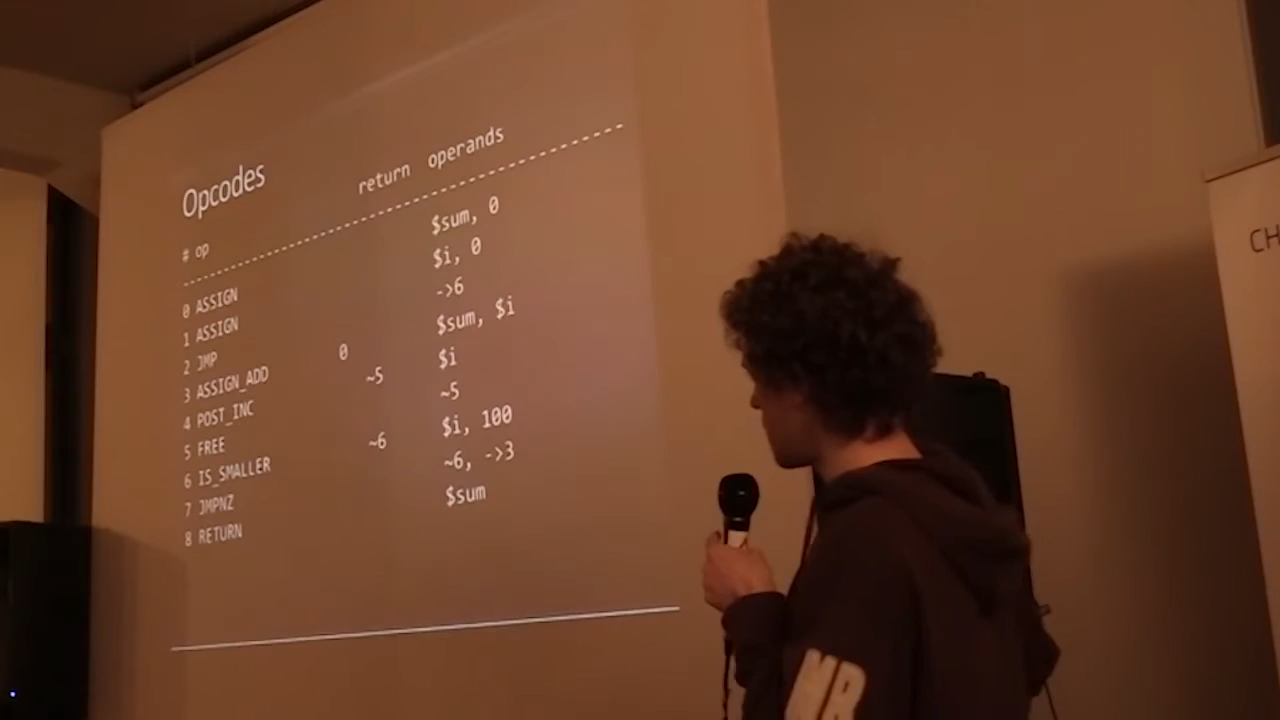 Opcodes
# op return operands
--------------------------------------------------
0 ASSIGN $sum, 0
1 ASSIGN $i, 0
2 JMP ->6
3 ASSIGN_ADD 0 $sum, $i
4 POST_INC ~5 $i
5 FREE ~5
6 IS_SMALLER ~6 $i, 100
7 JMPNZ ~6, ->3
8 RETURN $sum
CH